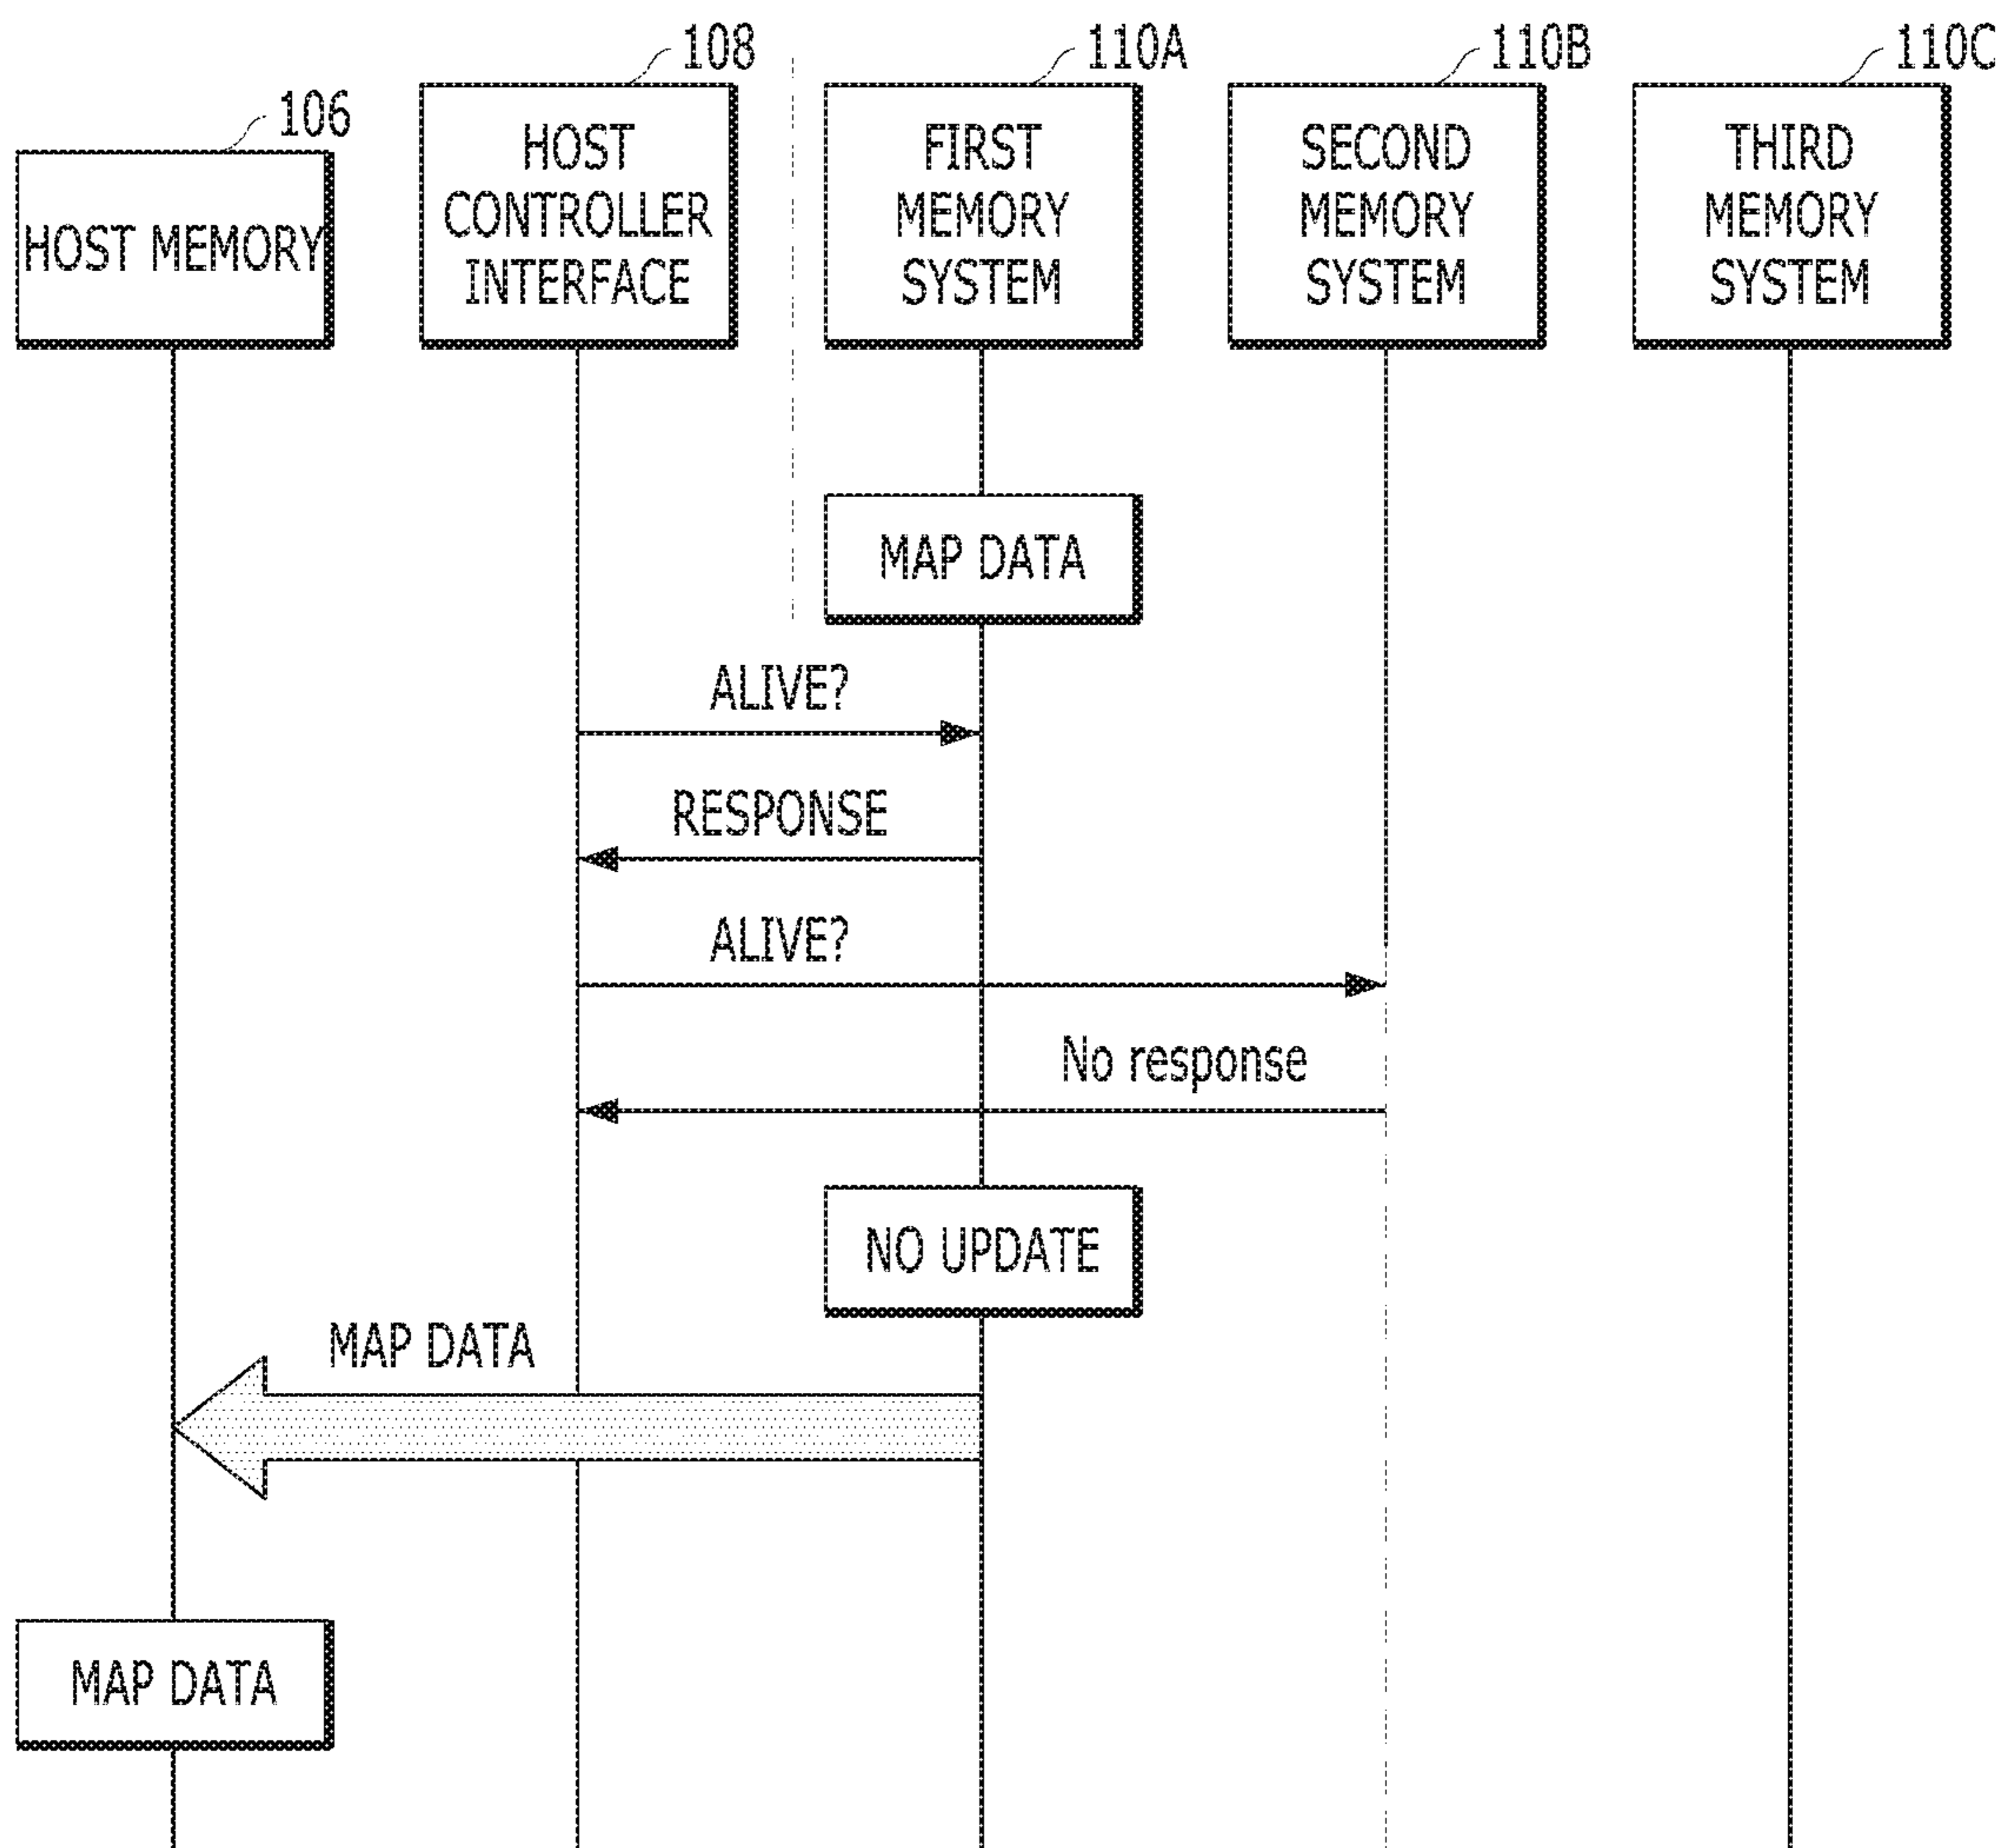 106
HOST MEMORY
108
HOST
CONTROLLER
INTERFACE
110A
FIRST
MEMORY
SYSTEM
110B
SECOND
MEMORY
SYSTEM
110C
THIRD
MEMORY
SYSTEM
MAP DATA
ALIVE?
RESPONSE
ALIVE?
No response
NO UPDATE
MAP DATA
MAP DATA